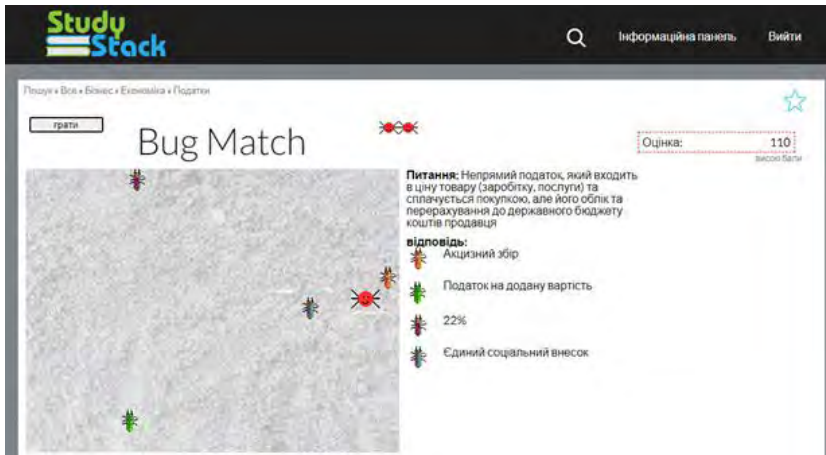 Study
Stack
Інформаційна панель
Вийти
Пошук » Все » Бізнес » Економіка » Податки
грати
Bug Match
Оцінка: 110
високі бали
Питання: Непрямий податок, який входить
в ціну товару (заробітку, послуги) та
сплачується покупкою, але його облік та
перерахування до державного бюджету
коштів продавця
відповідь:
Акцизний збір
Податок на додану вартість
22%
Єдиний соціальний внесок